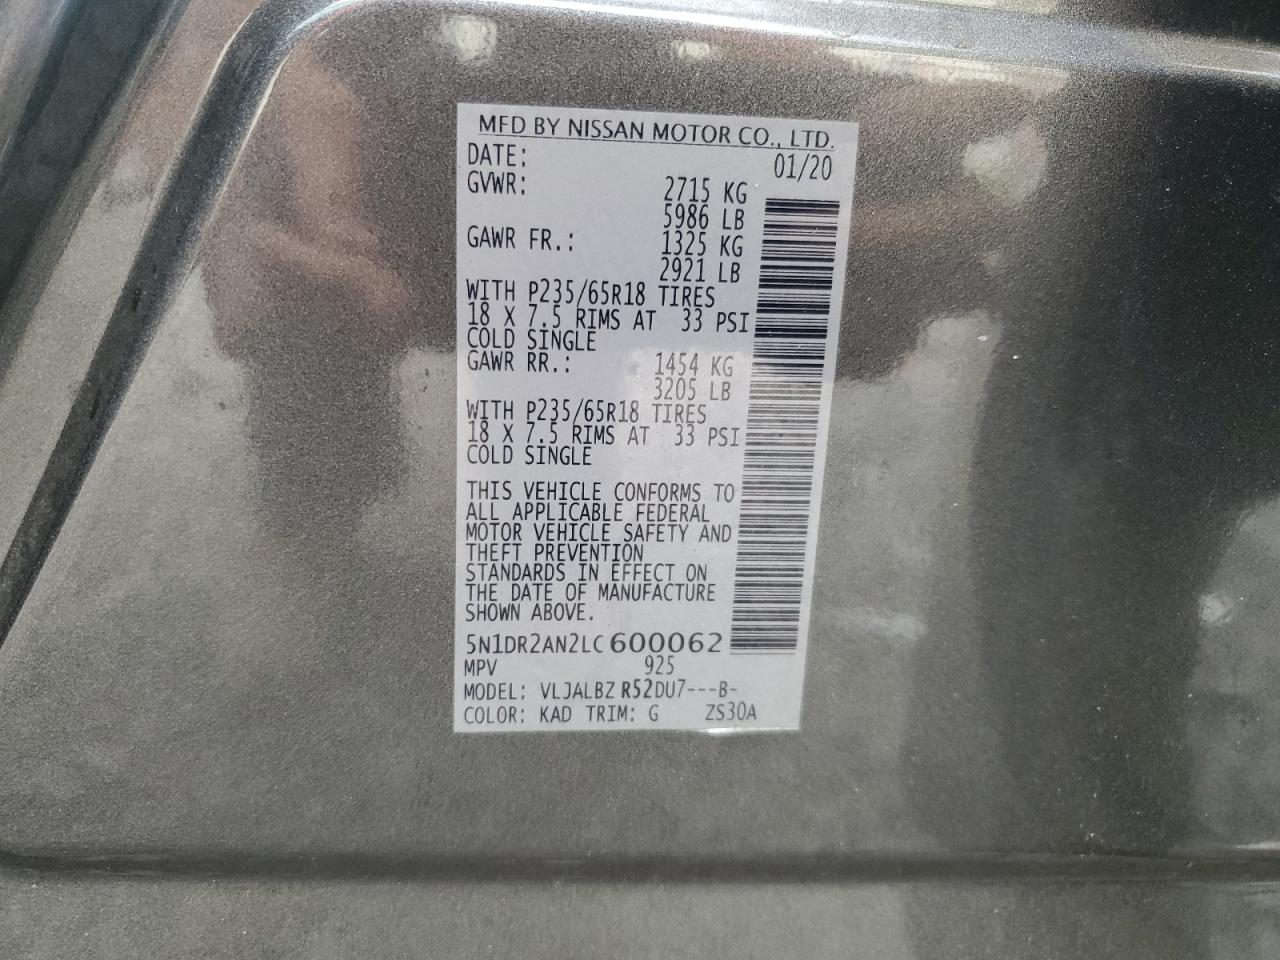 MFD BY NISSAN MOTOR CO., LTD.
DATE: 01/20
GVWR: 2715 KG
5986 LB
GAWR FR.: 1325 KG
2921 LB
WITH P235/65R18 TIRES
18 X 7.5 RIMS AT 33 PSI
COLD SINGLE
GAWR RR.: 1454 KG
3205 LB
WITH P235/65R18 TIRES
18 X 7.5 RIMS AT 33 PSI
COLD SINGLE
THIS VEHICLE CONFORMS TO
ALL APPLICABLE FEDERAL
MOTOR VEHICLE SAFETY AND
THEFT PREVENTION
STANDARDS IN EFFECT ON
THE DATE OF MANUFACTURE
SHOWN ABOVE.
5N1DR2AN2LC600062
MPV 925
MODEL: VLJALBZ R52DU7---B-
COLOR: KAD TRIM: G ZS30A